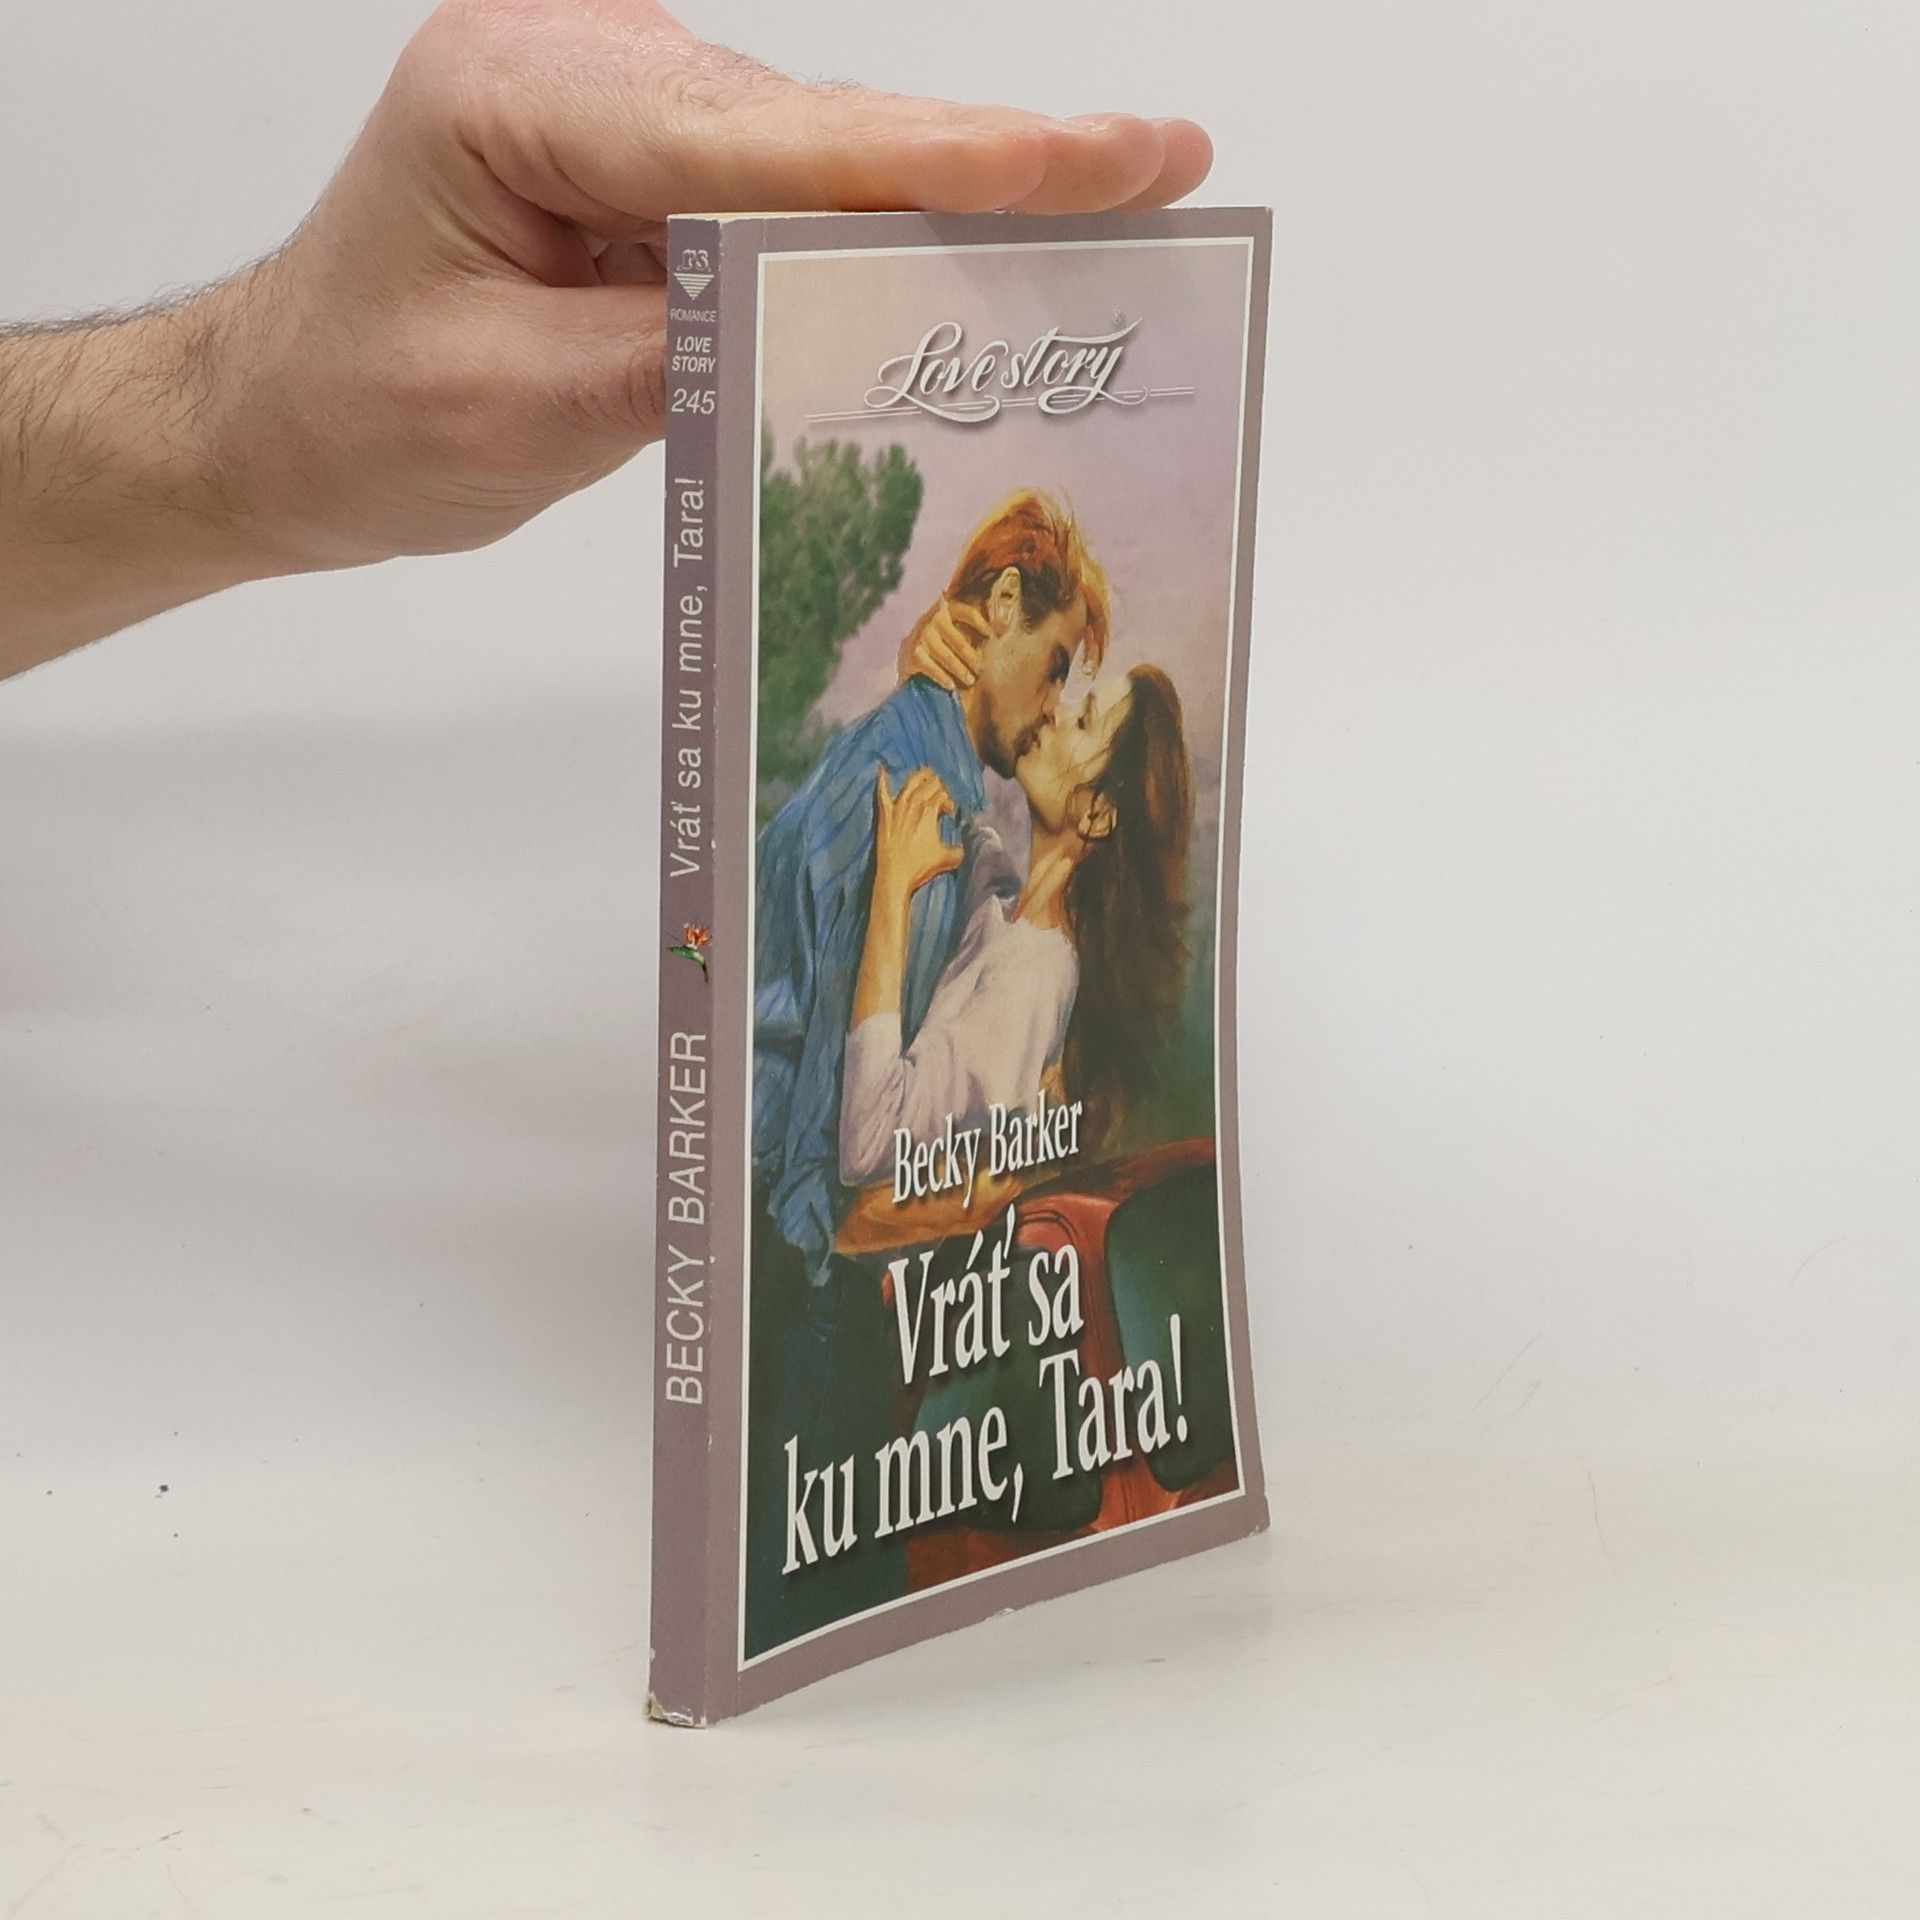 RS
ROMANCE
LOVE
STORY
245
Vráť sa ku mne, Tara!
BECKY BARKER
Love story
Becky Barker
Vráť sa
ku mne, Tara!